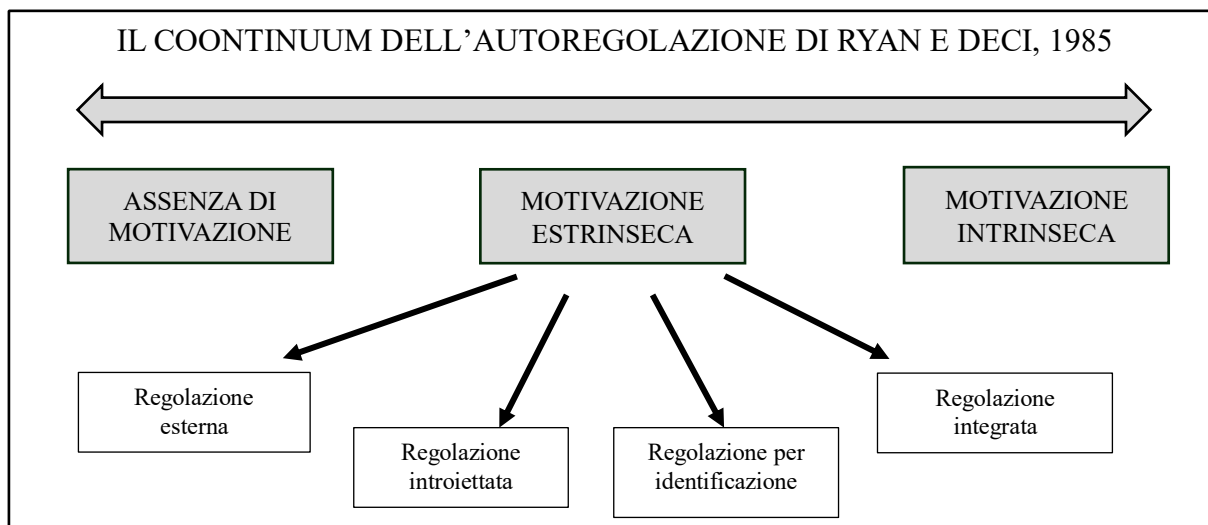 IL COONTINUUM DELL’AUTOREGOLAZIONE DI RYAN E DECI, 1985
ASSENZA DI
MOTIVAZIONE
MOTIVAZIONE
ESTRINSECA
MOTIVAZIONE
INTRINSECA
Regolazione
esterna
Regolazione
introiettata
Regolazione per
identificazione
Regolazione
integrata